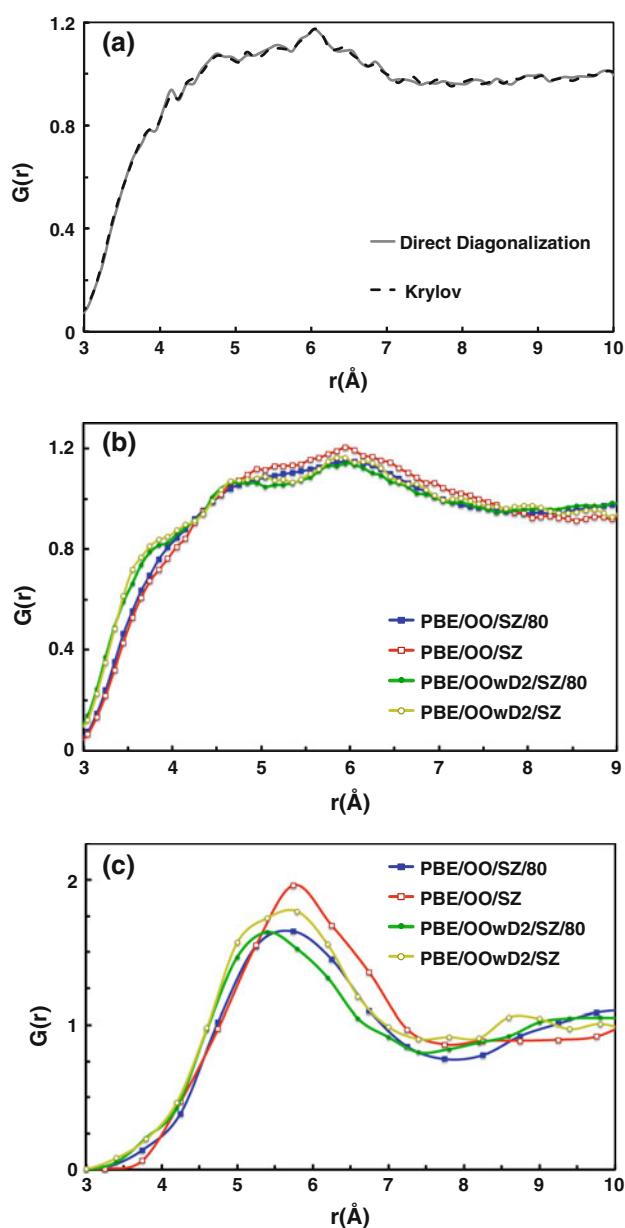 (a)
1.2
0.8
0.4
0
G(r)
Direct Diagonalization
Krylov
3 4 5 6 7 8 9 10
r(Å)
(b)
1.2
0.8
0.4
0
G(r)
PBE/OO/SZ/80
PBE/OO/SZ
PBE/OOwD2/SZ/80
PBE/OOwD2/SZ
3 4 5 6 7 8 9
r(Å)
(c)
2
1
0
G(r)
PBE/OO/SZ/80
PBE/OO/SZ
PBE/OOwD2/SZ/80
PBE/OOwD2/SZ
3 4 5 6 7 8 9 10
r(Å)